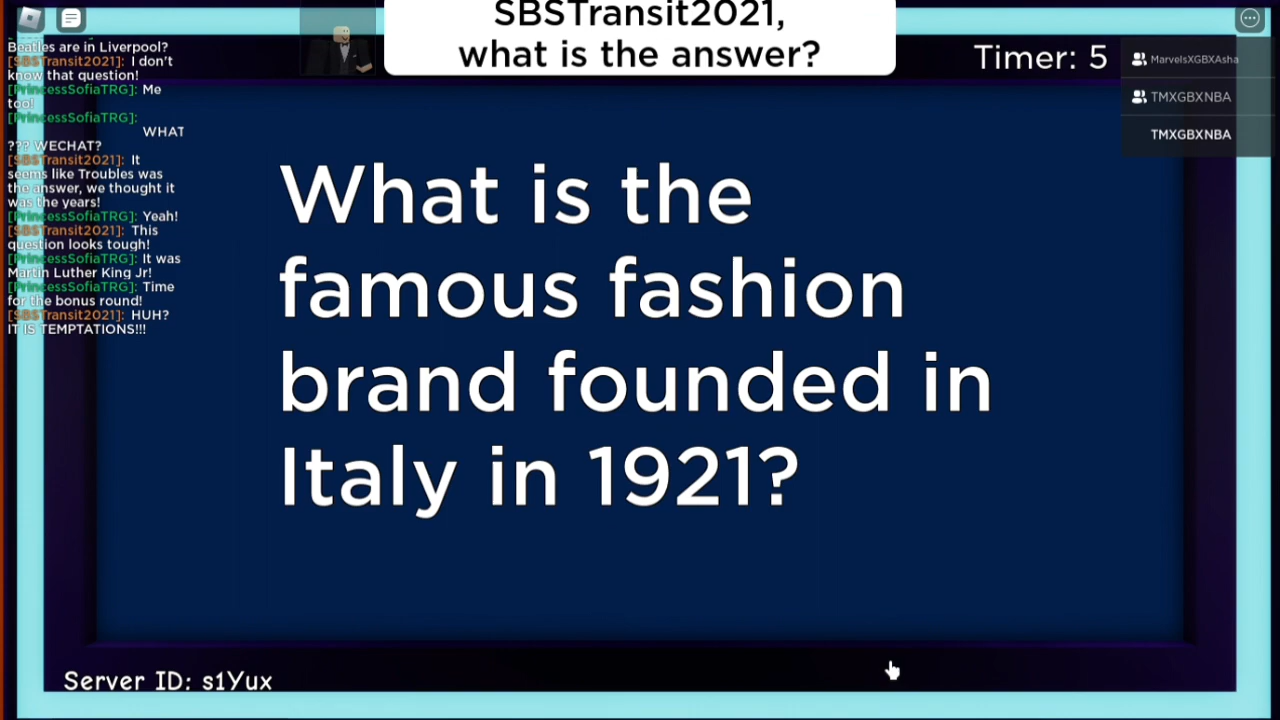 SBSTransit2021,
what is the answer?
Timer: 5
Beatles are in Liverpool?
[SBSTransit2021]: I don't
know that question!
[PrincessSofiaTRG]: Me
too!
[PrincessSofiaTRG]:
WHAT
??? WECHAT?
[SBSTransit2021]: It
seems like Troubles was
the answer, we thought it
was the years!
[PrincessSofiaTRG]: Yeah!
[SBSTransit2021]: This
question looks tough!
[PrincessSofiaTRG]: It was
Martin Luther King Jr!
[PrincessSofiaTRG]: Time
for the bonus round!
[SBSTransit2021]: HUH?
IT IS TEMPTATIONS!!!
MarvelsXGBXAsha
TMXGBXNBA
TMXGBXNBA
What is the
famous fashion
brand founded in
Italy in 1921?
Server ID: s1Yux